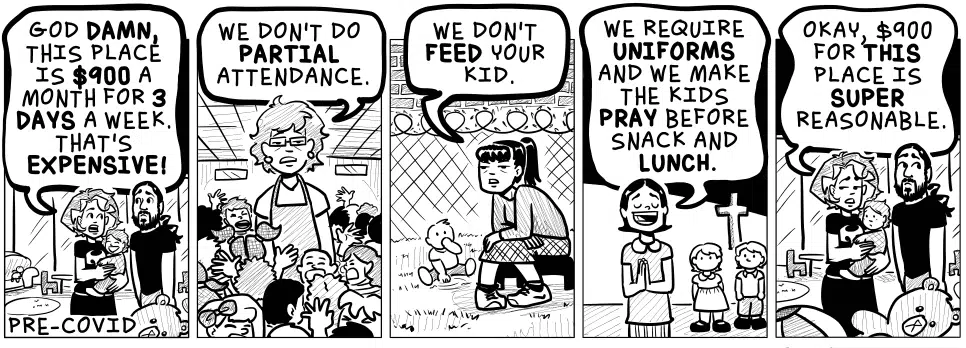 GOD DAMN,
THIS PLACE
IS $900 A
MONTH FOR 3
DAYS A WEEK.
THAT'S
EXPENSIVE!
PRE-COVID
WE DON'T DO
PARTIAL
ATTENDANCE.
WE DON'T
FEED YOUR
KID.
WE REQUIRE
UNIFORMS
AND WE MAKE
THE KIDS
PRAY BEFORE
SNACK AND
LUNCH.
OKAY, $900
FOR THIS
PLACE IS
SUPER
REASONABLE.